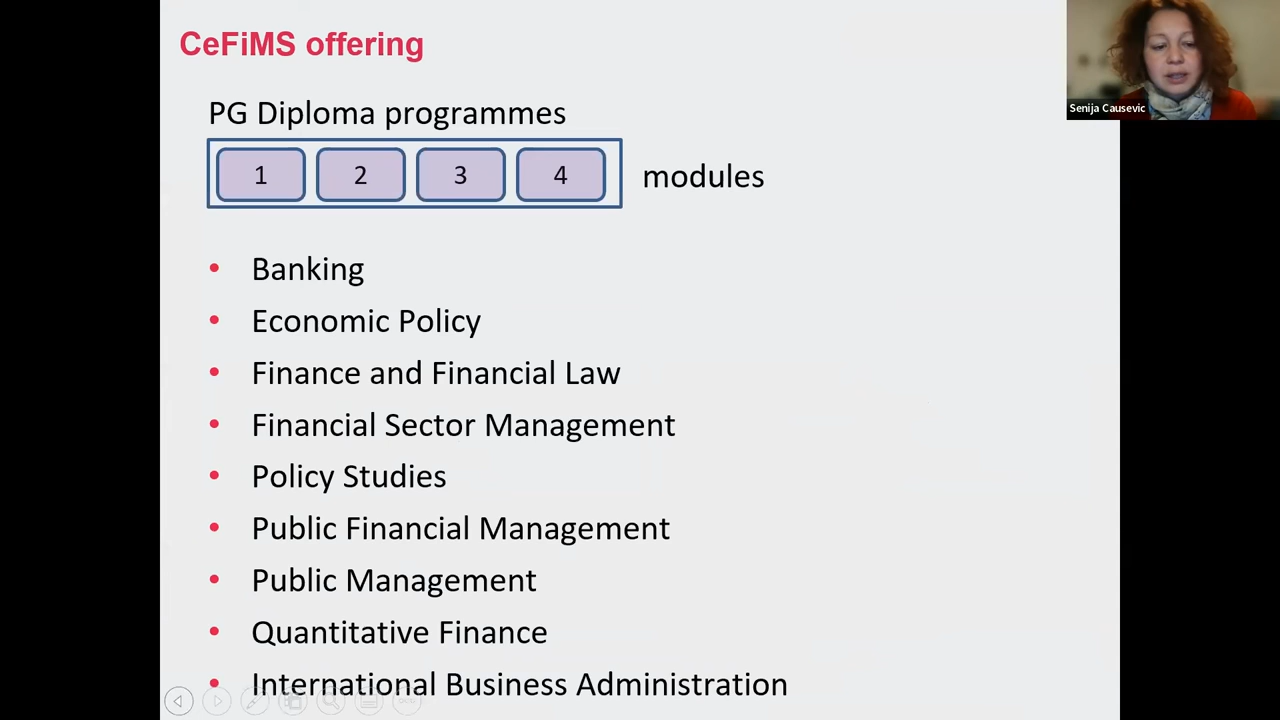 CeFiMS offering
Senija Causevic
PG Diploma programmes
1 2 3 4 modules
• Banking
• Economic Policy
• Finance and Financial Law
• Financial Sector Management
• Policy Studies
• Public Financial Management
• Public Management
• Quantitative Finance
• International Business Administration